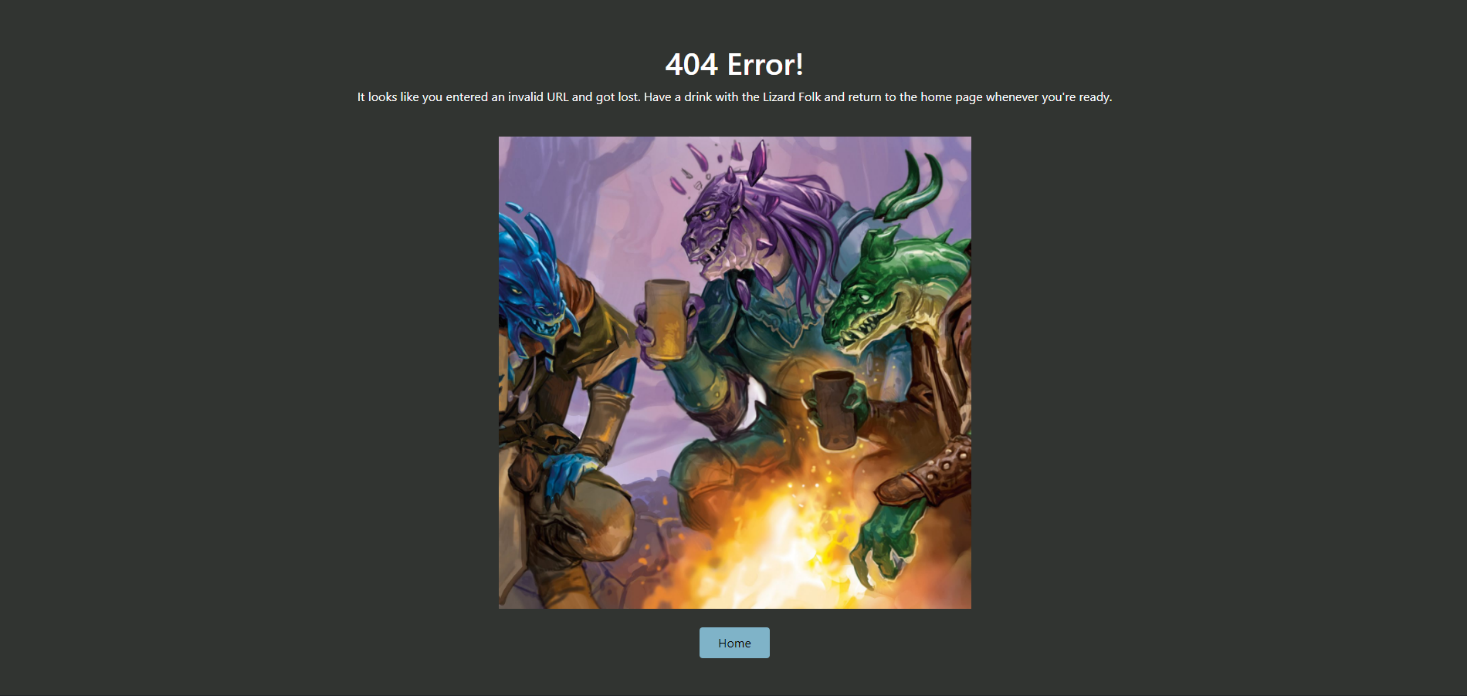 404 Error!
It looks like you entered an invalid URL and got lost. Have a drink with the Lizard Folk and return to the home page whenever you're ready.
Home